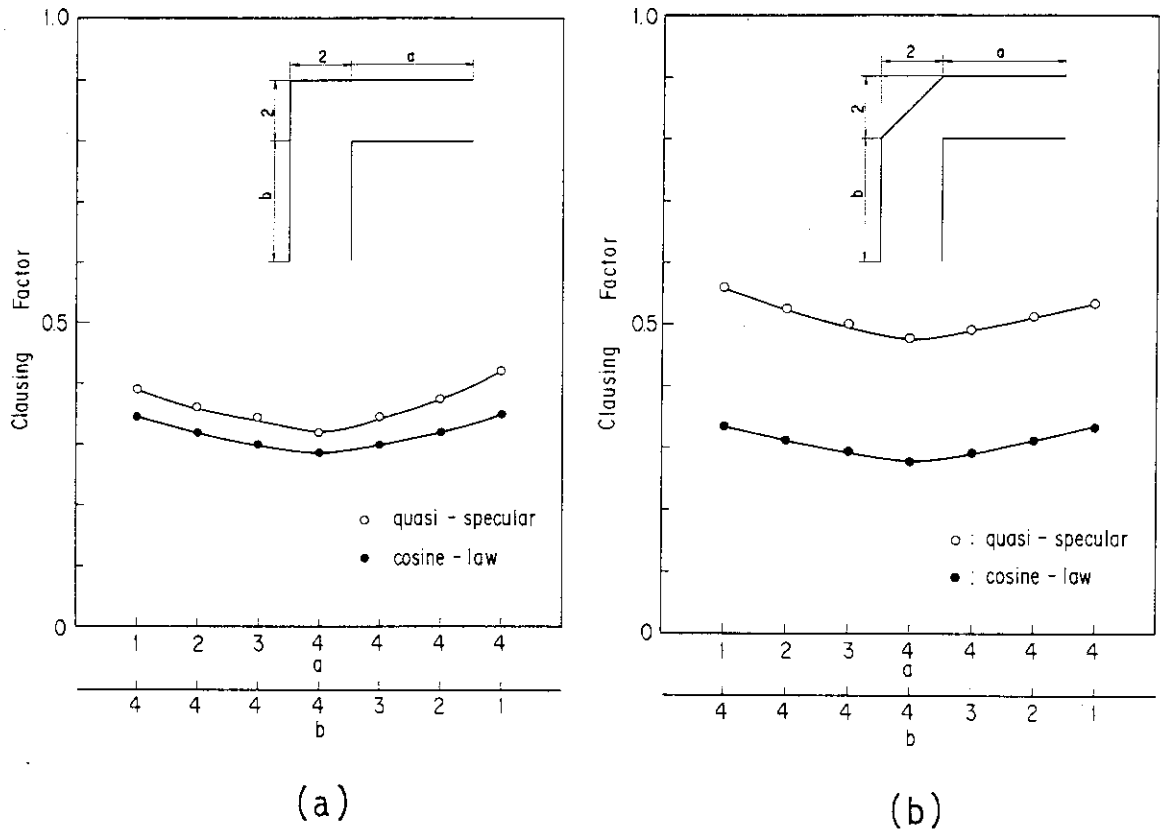 1.0
2
a
2
b
Clausing Factor
0.5
○ quasi - specular
● cosine - law
0
1 2 3 4 4 4 4
a
4 4 4 4 3 2 1
b
(a)
1.0
2
a
2
b
Clausing Factor
0.5
○ : quasi - specular
● : cosine - law
0
1 2 3 4 4 4 4
a
4 4 4 4 3 2 1
b
(b)